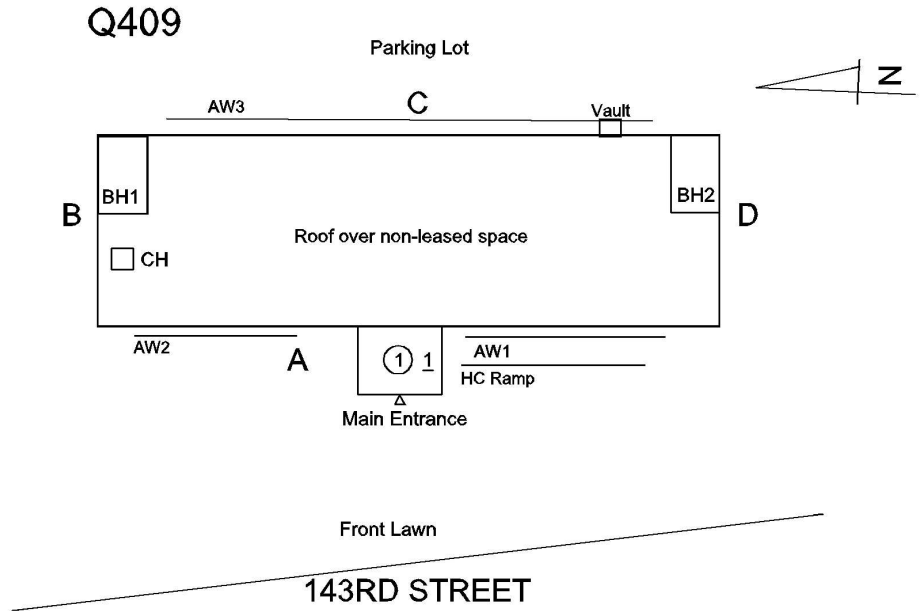 Q409
Parking Lot
N
AW3
C
Vault
BH1
BH2
B
D
Roof over non-leased space
CH
AW2
A
1 1
AW1
HC Ramp
Main Entrance
Front Lawn
143RD STREET